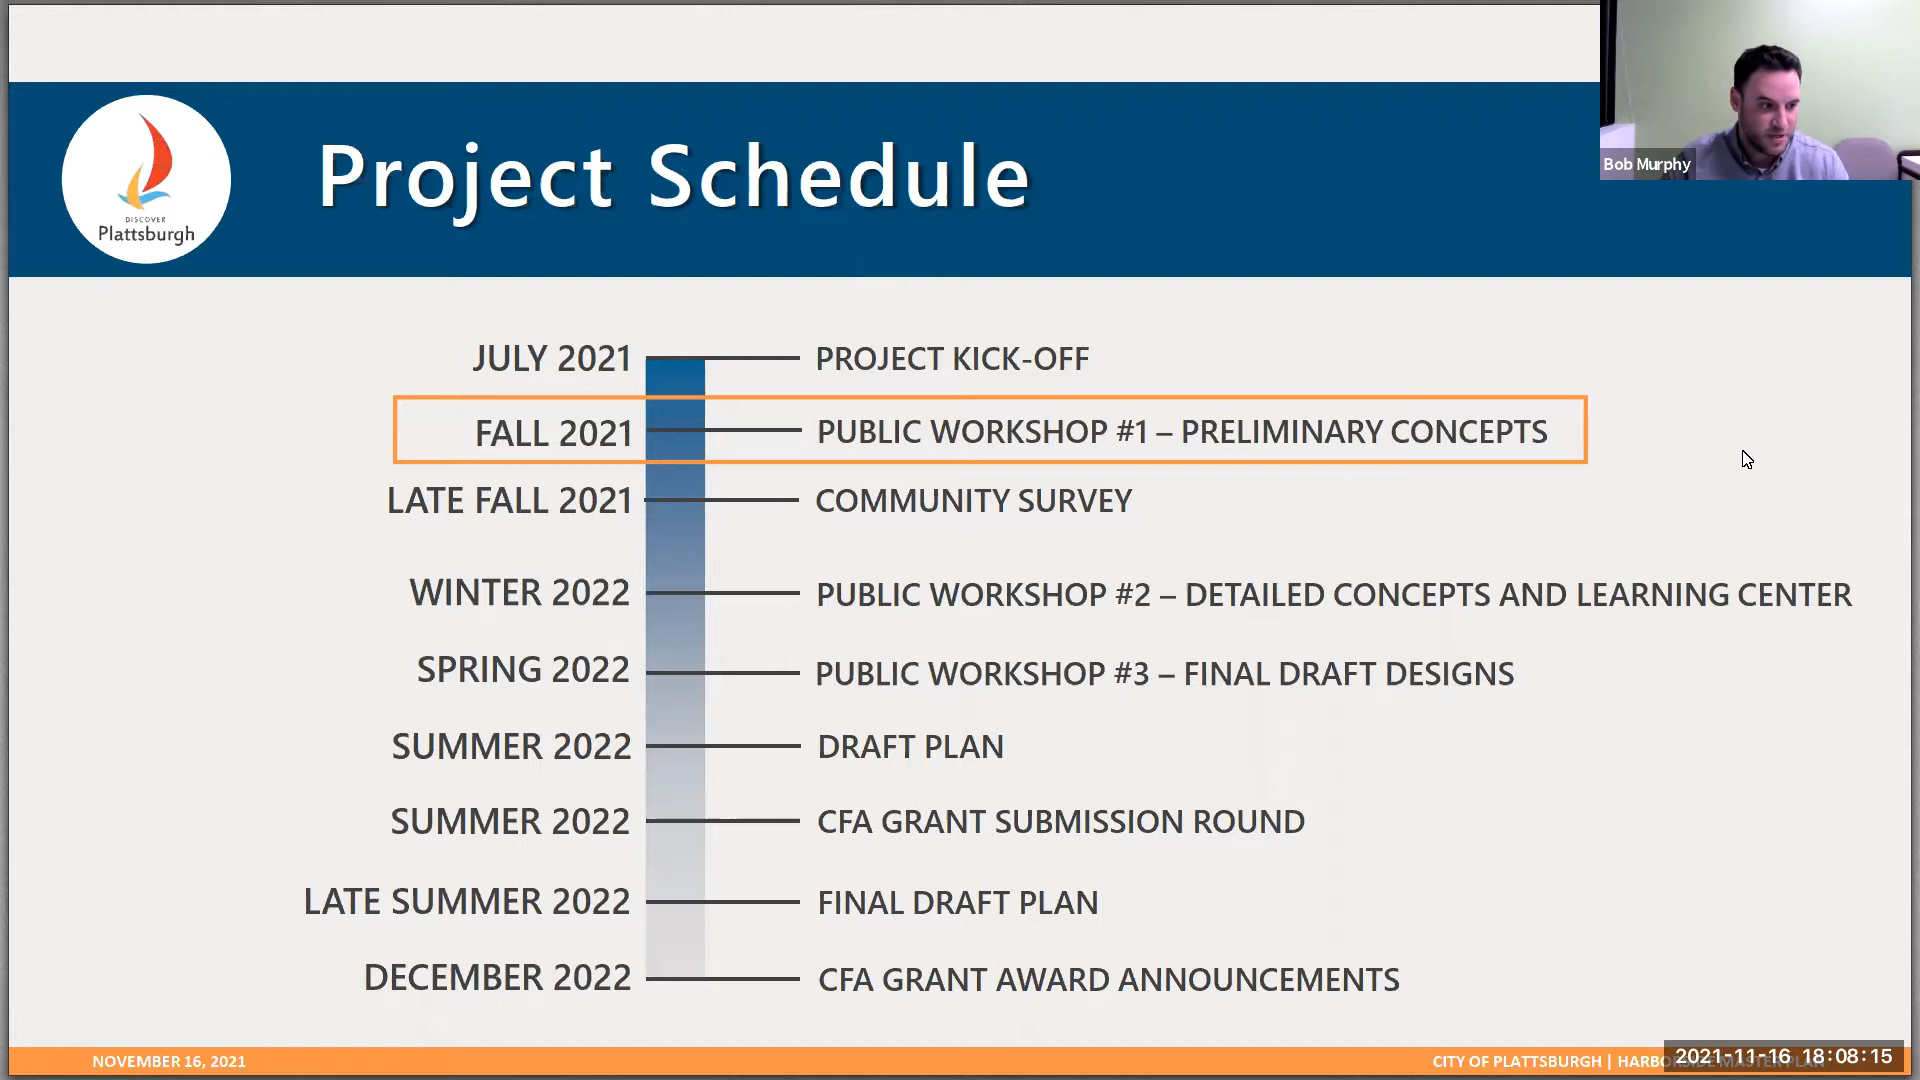 Project Schedule
Bob Murphy
DISCOVER
Plattsburgh
JULY 2021 PROJECT KICK-OFF
FALL 2021 PUBLIC WORKSHOP #1 – PRELIMINARY CONCEPTS
LATE FALL 2021 COMMUNITY SURVEY
WINTER 2022 PUBLIC WORKSHOP #2 – DETAILED CONCEPTS AND LEARNING CENTER
SPRING 2022 PUBLIC WORKSHOP #3 – FINAL DRAFT DESIGNS
SUMMER 2022 DRAFT PLAN
SUMMER 2022 CFA GRANT SUBMISSION ROUND
LATE SUMMER 2022 FINAL DRAFT PLAN
DECEMBER 2022 CFA GRANT AWARD ANNOUNCEMENTS
NOVEMBER 16, 2021
CITY OF PLATTSBURGH | HARBORSIDE MASTER PLAN
2021-11-16 18:08:15